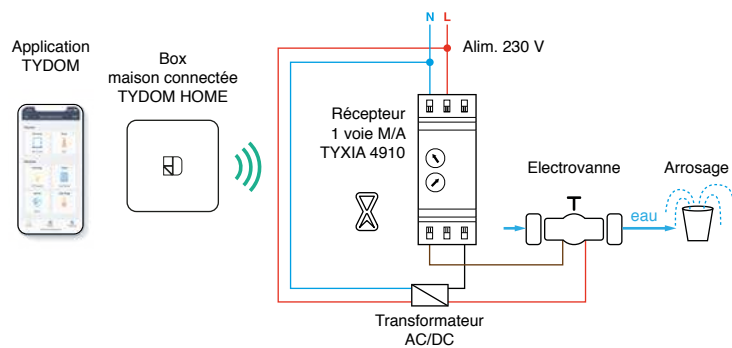 Application
TYDOM
Box
maison connectée
TYDOM HOME
N L
Alim. 230 V
Récepteur
1 voie M/A
TYXIA 4910
Electrovanne
Arrosage
eau
Transformateur
AC/DC